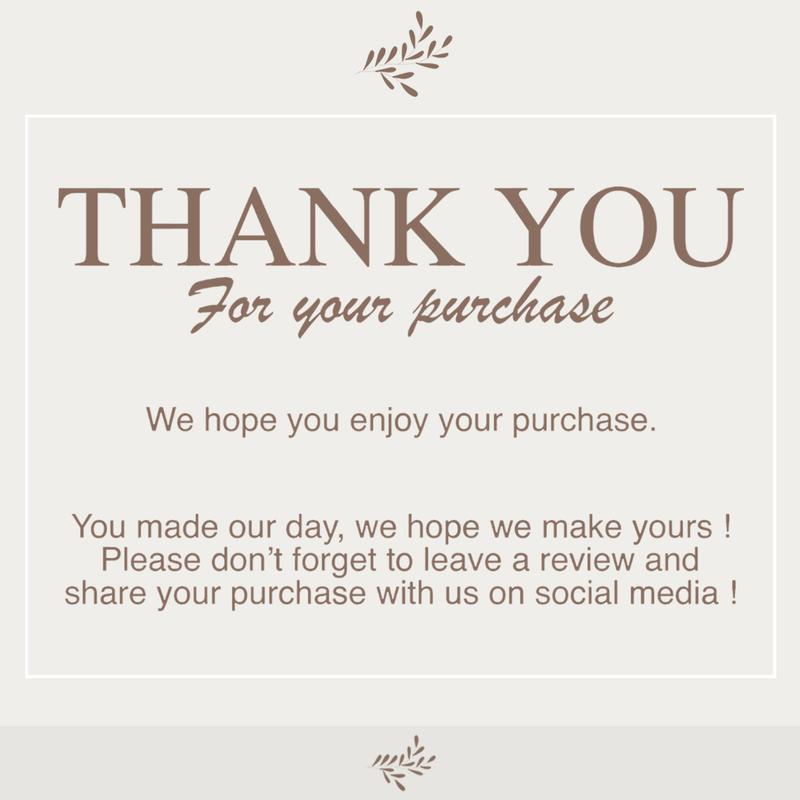 THANK YOU
For your purchase
We hope you enjoy your purchase.
You made our day, we hope we make yours !
Please don’t forget to leave a review and
share your purchase with us on social media !